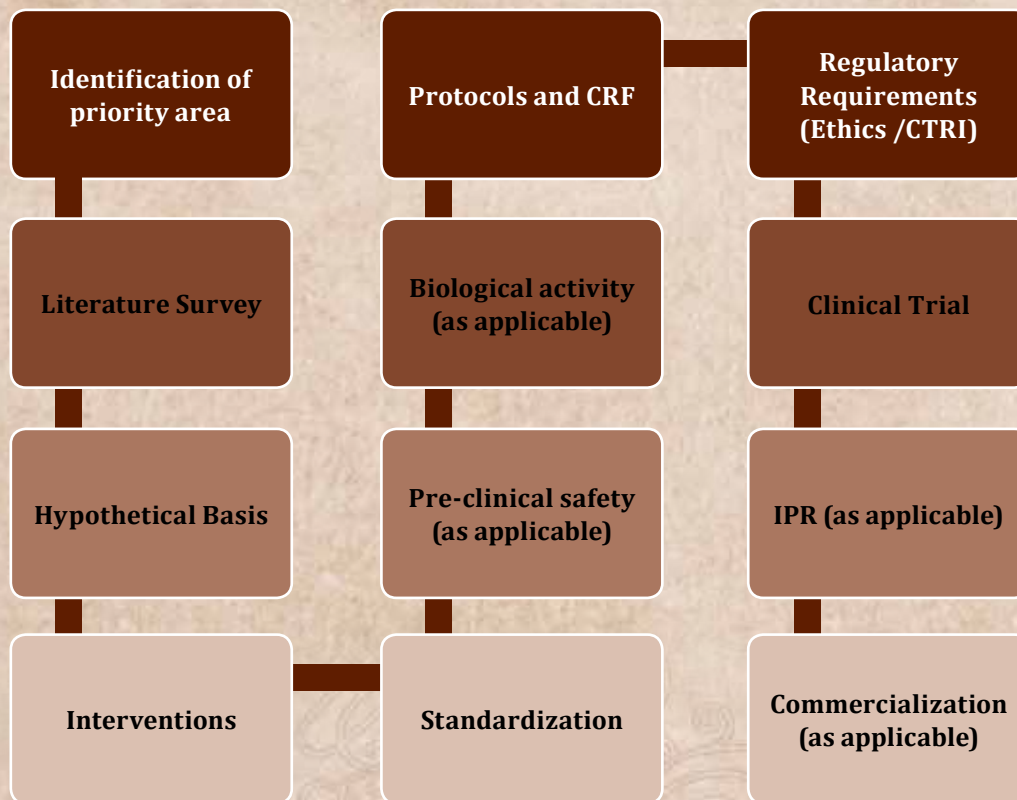 Identification of
priority area
Literature Survey
Hypothetical Basis
Interventions
Standardization
Pre-clinical safety
(as applicable)
Biological activity
(as applicable)
Protocols and CRF
Regulatory
Requirements
(Ethics /CTRI)
Clinical Trial
IPR (as applicable)
Commercialization
(as applicable)